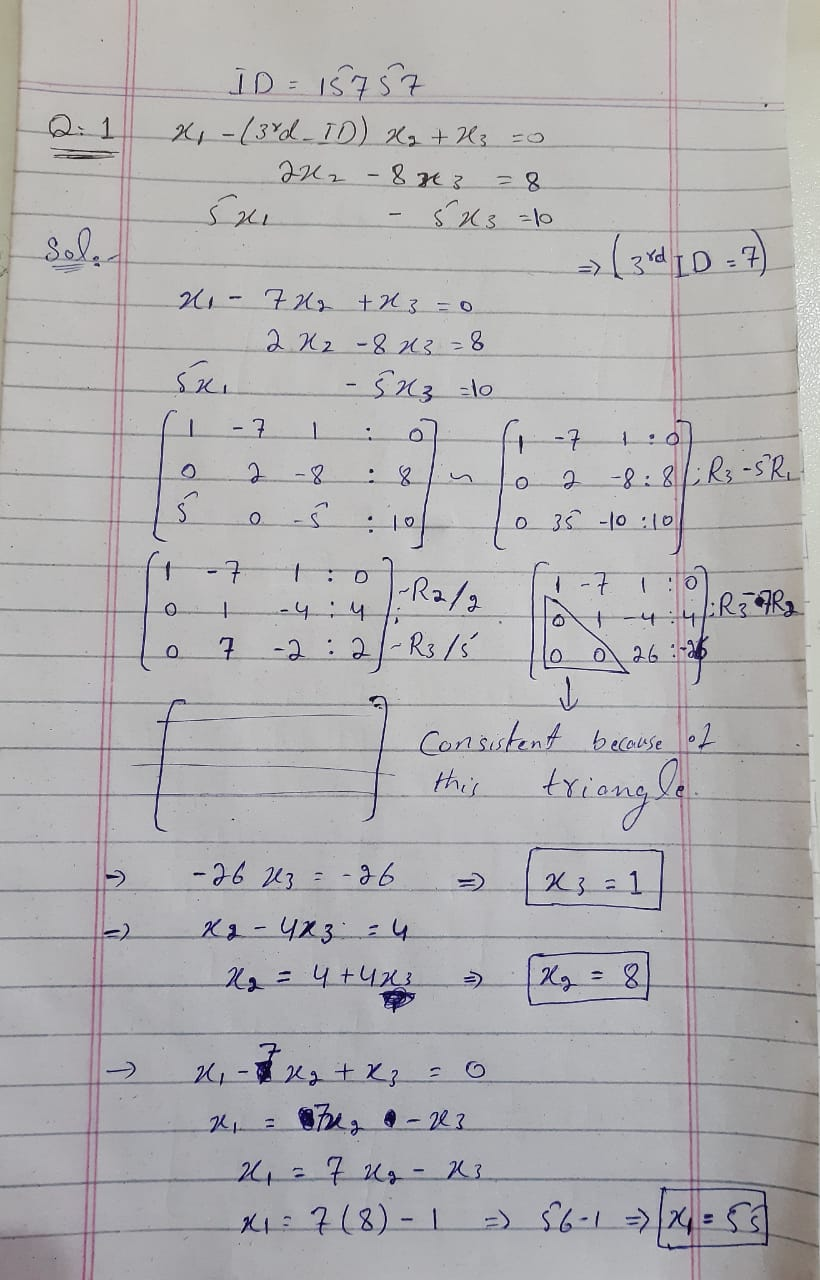 ID = 15757
Q:1 x₁ - (3rd_ID) x₂ + x₃ = 0
2x₂ - 8x₃ = 8
5x₁ - 5x₃ = 10
Sol.
⇒ (3rd ID = 7)
x₁ - 7x₂ + x₃ = 0
2x₂ - 8x₃ = 8
5x₁ - 5x₃ = 10
[1 -7 1 : 0] [1 -7 1 : 0]
[0 2 -8 : 8] ~ [0 2 -8 : 8] ; R₃ - 5R₁
[5 0 -5 : 10] [0 35 -10 : 10]
[1 -7 1 : 0] [1 -7 1 : 0]
[0 1 -4 : 4] ; ~R₂/2 [0 1 -4 : 4] ; R₃ - 7R₂
[0 7 -2 : 2] ~R₃/5 [0 0 26 : -26]
↓
Consistent because of
this triangle.
→ -26 x₃ = -26 ⇒ x₃ = 1
⇒ x₂ - 4x₃ = 4
x₂ = 4 + 4x₃ ⇒ x₂ = 8
→ x₁ - 7x₂ + x₃ = 0
x₁ = 7x₂ - x₃
x₁ = 7x₂ - x₃
x₁ = 7(8) - 1 ⇒ 56-1 ⇒ x₁ = 55